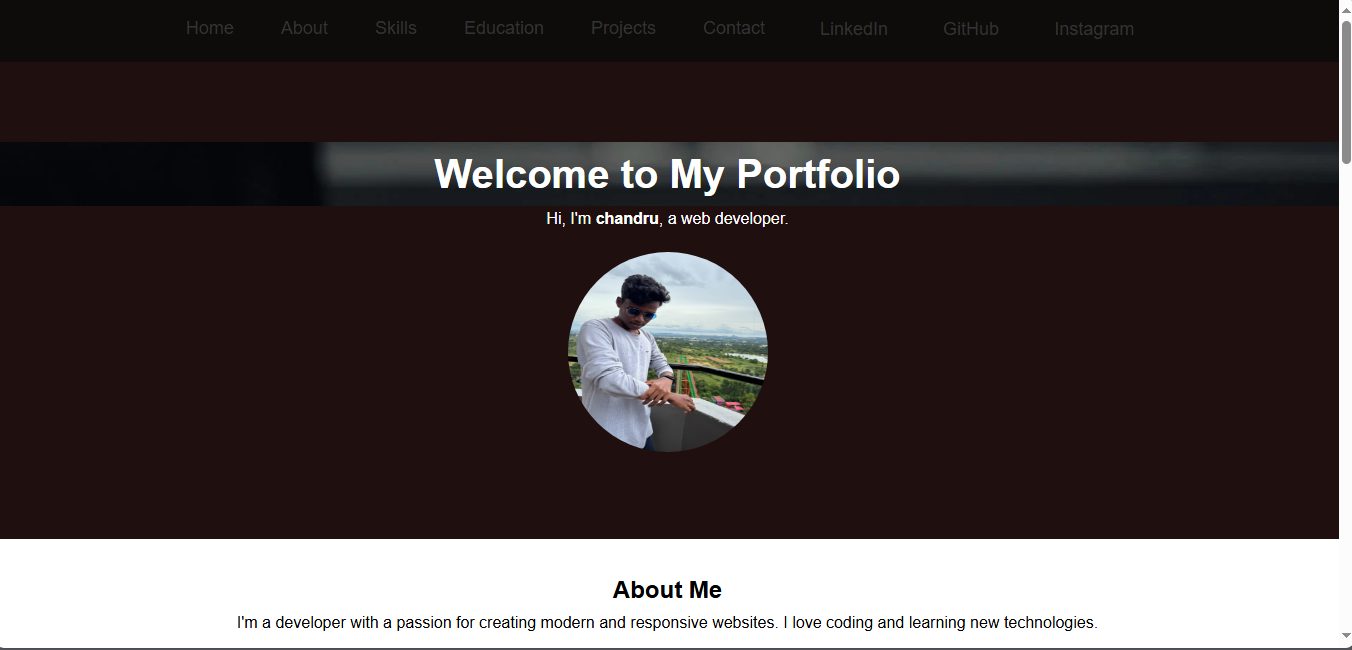 Home About Skills Education Projects Contact LinkedIn GitHub Instagram
Welcome to My Portfolio
Hi, I'm chandru, a web developer.
About Me
I'm a developer with a passion for creating modern and responsive websites. I love coding and learning new technologies.